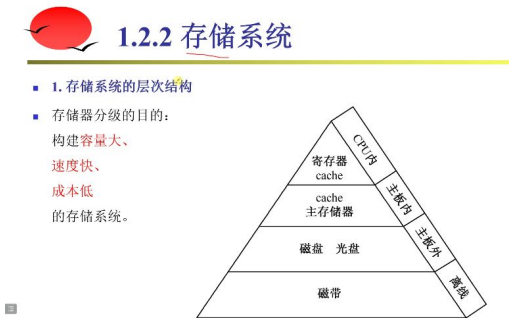 1.2.2 存储系统
1. 存储系统的层次结构
存储器分级的目的：
构建容量大、
速度快、
成本低
的存储系统。
寄存器
cache
CPU内
cache
主存储器
主板内
磁盘 光盘
主板外
磁带
离线